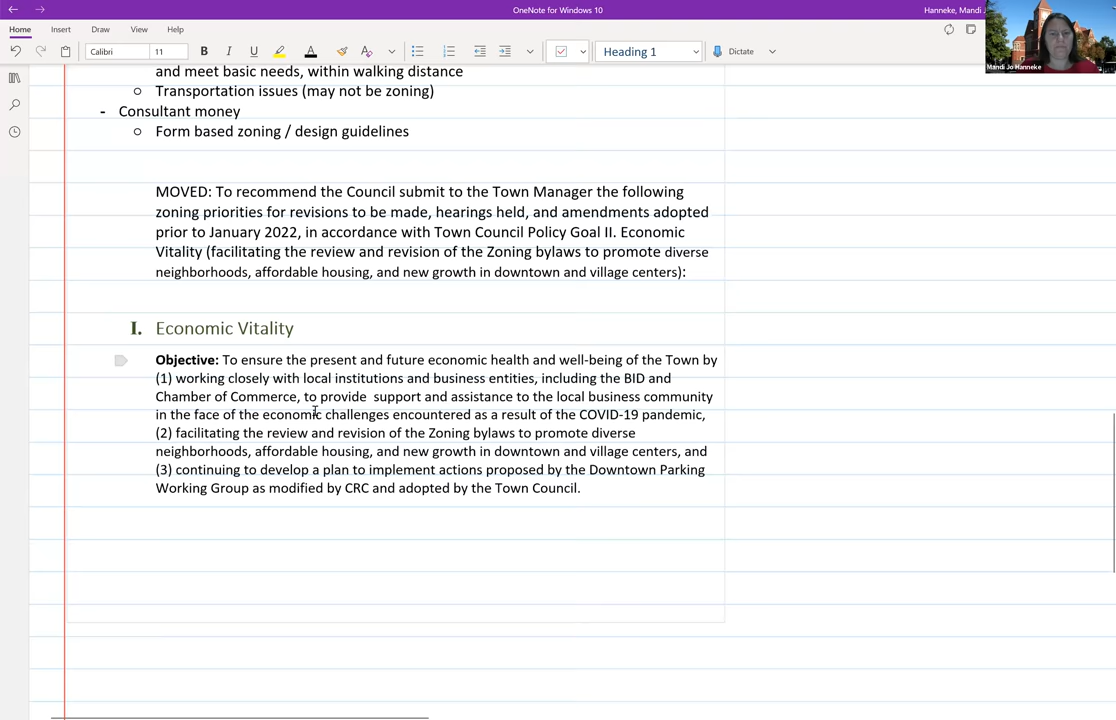 OneNote for Windows 10
Hanneke, Mandi J
Home Insert Draw View Help
Calibri 11 B I U A Heading 1 Dictate
Mandi Jo Hanneke
and meet basic needs, within walking distance
o Transportation issues (may not be zoning)
- Consultant money
o Form based zoning / design guidelines
MOVED: To recommend the Council submit to the Town Manager the following
zoning priorities for revisions to be made, hearings held, and amendments adopted
prior to January 2022, in accordance with Town Council Policy Goal II. Economic
Vitality (facilitating the review and revision of the Zoning bylaws to promote diverse
neighborhoods, affordable housing, and new growth in downtown and village centers):
I. Economic Vitality
Objective: To ensure the present and future economic health and well-being of the Town by
(1) working closely with local institutions and business entities, including the BID and
Chamber of Commerce, to provide support and assistance to the local business community
in the face of the economic challenges encountered as a result of the COVID-19 pandemic,
(2) facilitating the review and revision of the Zoning bylaws to promote diverse
neighborhoods, affordable housing, and new growth in downtown and village centers, and
(3) continuing to develop a plan to implement actions proposed by the Downtown Parking
Working Group as modified by CRC and adopted by the Town Council.